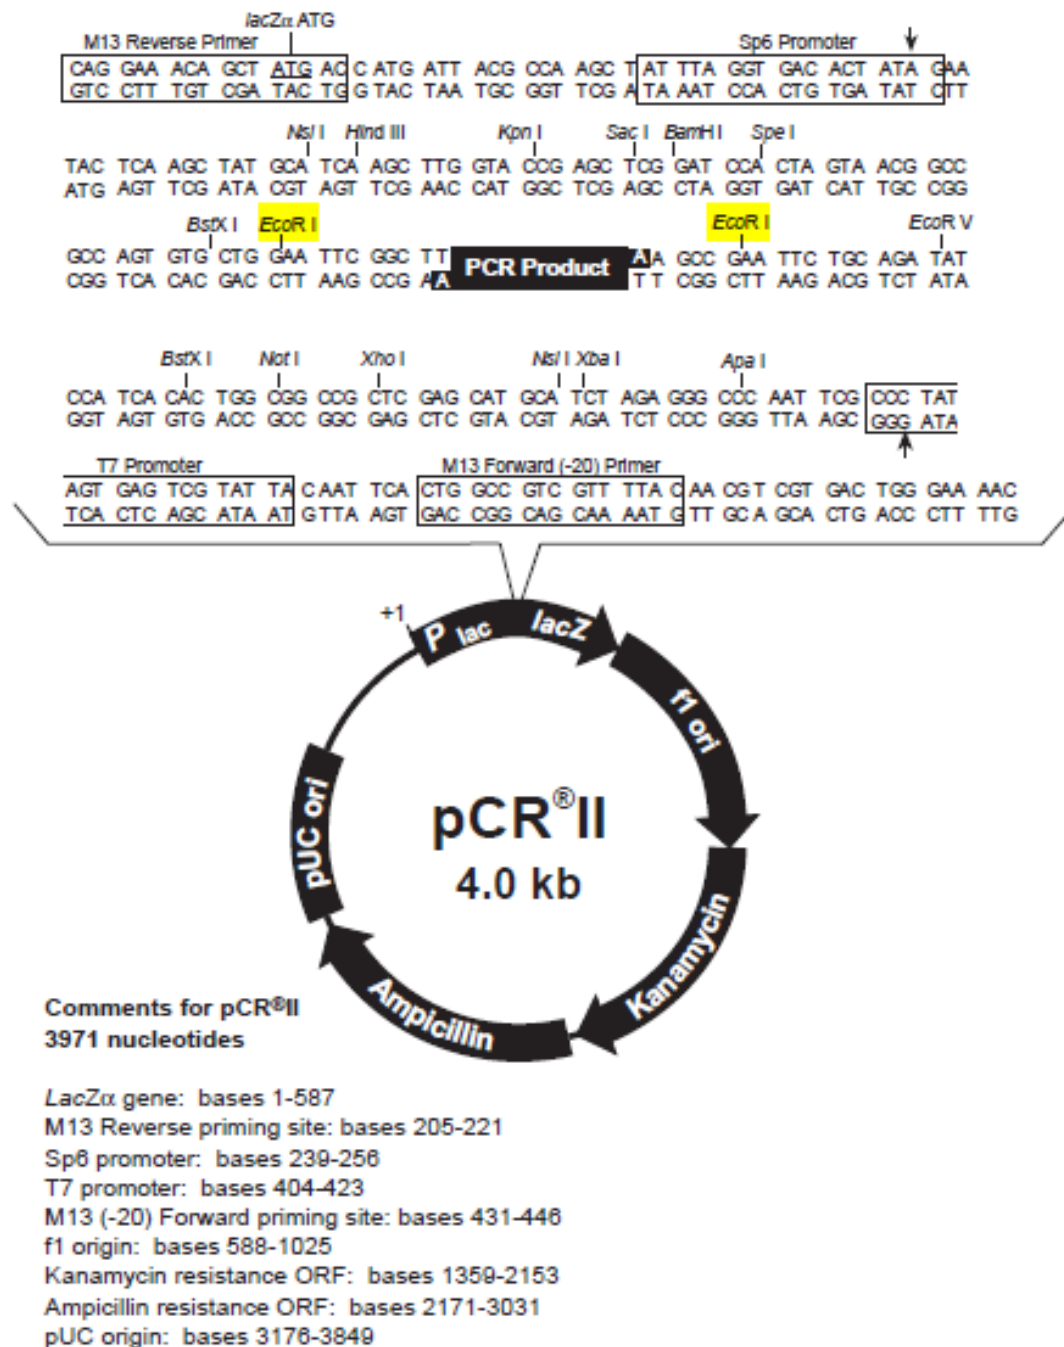 lacZα ATG
M13 Reverse Primer Sp6 Promoter
CAG GAA ACA GCT ATG AC C ATG ATT ACG CCA AGC T AT TTA GGT GAC ACT ATA GAA
GTC CTT TGT CGA TAC TG G TAC TAA TGC GGT TCG A TA AAT CCA CTG TGA TAT CTT
Nsi I Hind III Kpn I Sac I BamH I Spe I
TAC TCA AGC TAT GCA TCA AGC TTG GTA CCG AGC TCG GAT CCA CTA GTA ACG GCC
ATG AGT TCG ATA CGT AGT TCG AAC CAT GGC TCG AGC CTA GGT GAT CAT TGC CGG
BstX I EcoR I EcoR I EcoR V
GCC AGT GTG CTG GAA TTC GGC TT PCR Product A A GCC GAA TTC TGC AGA TAT
CGG TCA CAC GAC CTT AAG CCG A A T T CGG CTT AAG ACG TCT ATA
BstX I Not I Xho I Nsi I Xba I Apa I
CCA TCA CAC TGG CGG CCG CTC GAG CAT GCA TCT AGA GGG CCC AAT TCG CCC TAT
GGT AGT GTG ACC GCC GGC GAG CTC GTA CGT AGA TCT CCC GGG TTA AGC GGG ATA
T7 Promoter M13 Forward (-20) Primer
AGT GAG TCG TAT TA C AAT TCA CTG GCC GTC GTT TTA C AA CGT CGT GAC TGG GAA AAC
TCA CTC AGC ATA AT G TTA AGT GAC CGG CAG CAA AAT G TT GCA GCA CTG ACC CTT TTG
+1
P lac lacZ
f1 ori
pUC ori
pCR®II
4.0 kb
Kanamycin
Ampicillin
Comments for pCR®II
3971 nucleotides
LacZα gene: bases 1-587
M13 Reverse priming site: bases 205-221
Sp6 promoter: bases 239-256
T7 promoter: bases 404-423
M13 (-20) Forward priming site: bases 431-446
f1 origin: bases 588-1025
Kanamycin resistance ORF: bases 1359-2153
Ampicillin resistance ORF: bases 2171-3031
pUC origin: bases 3176-3849